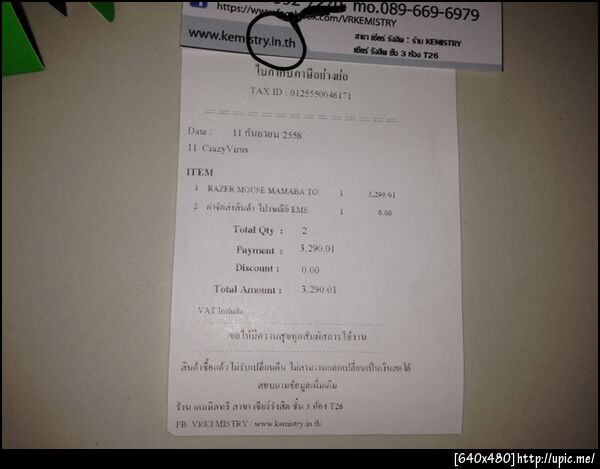 mo.089-669-6979
https://www.facebook.com/VRKEMISTRY
www.kemistry.in.th
สาขา เซียร์ รังสิต : ร้าน KEMISTRY
เซียร์ รังสิต ชั้น 3 ห้อง T26
ใบกำกับภาษีอย่างย่อ
TAX ID : 0125550046171
Date : 11 กันยายน 2558
11 CrazyVirus
ITEM
1 RAZER MOUSE MAMABA TO 1 3,290.01
2 ค่าจัดส่งสินค้า ไปรษณีย์ EMS 1 0.00
Total Qty : 2
Payment : 3,290.01
Discount : 0.00
Total Amount : 3,290.01
VAT Include
ขอให้มีความสุขทุกสัมผัสการใช้งาน
สินค้าซื้อแล้ว ไม่รับเปลี่ยนคืน ไม่สามารถแลกเปลี่ยนเป็นเงินสดได้
สอบถามข้อมูลเพิ่มเติม
ร้าน เคมีสทรี สาขา เซียร์รังสิต ชั้น 3 ห้อง T26
FB: VRKEMISTRY / www.kemistry.in.th
[640x480]http://upic.me/